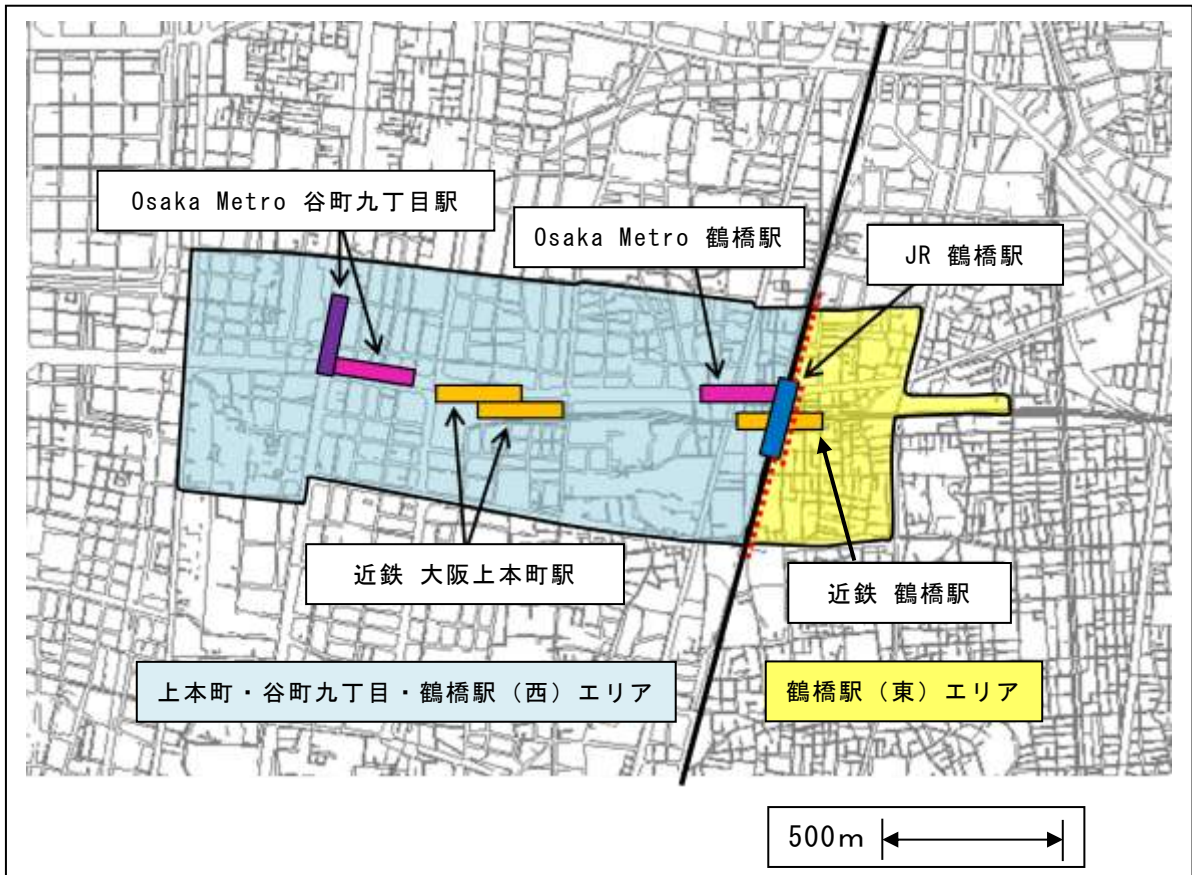 Osaka Metro 谷町九丁目駅
Osaka Metro 鶴橋駅
JR 鶴橋駅
近鉄 大阪上本町駅
近鉄 鶴橋駅
上本町・谷町九丁目・鶴橋駅（西）エリア
鶴橋駅（東）エリア
500ｍ